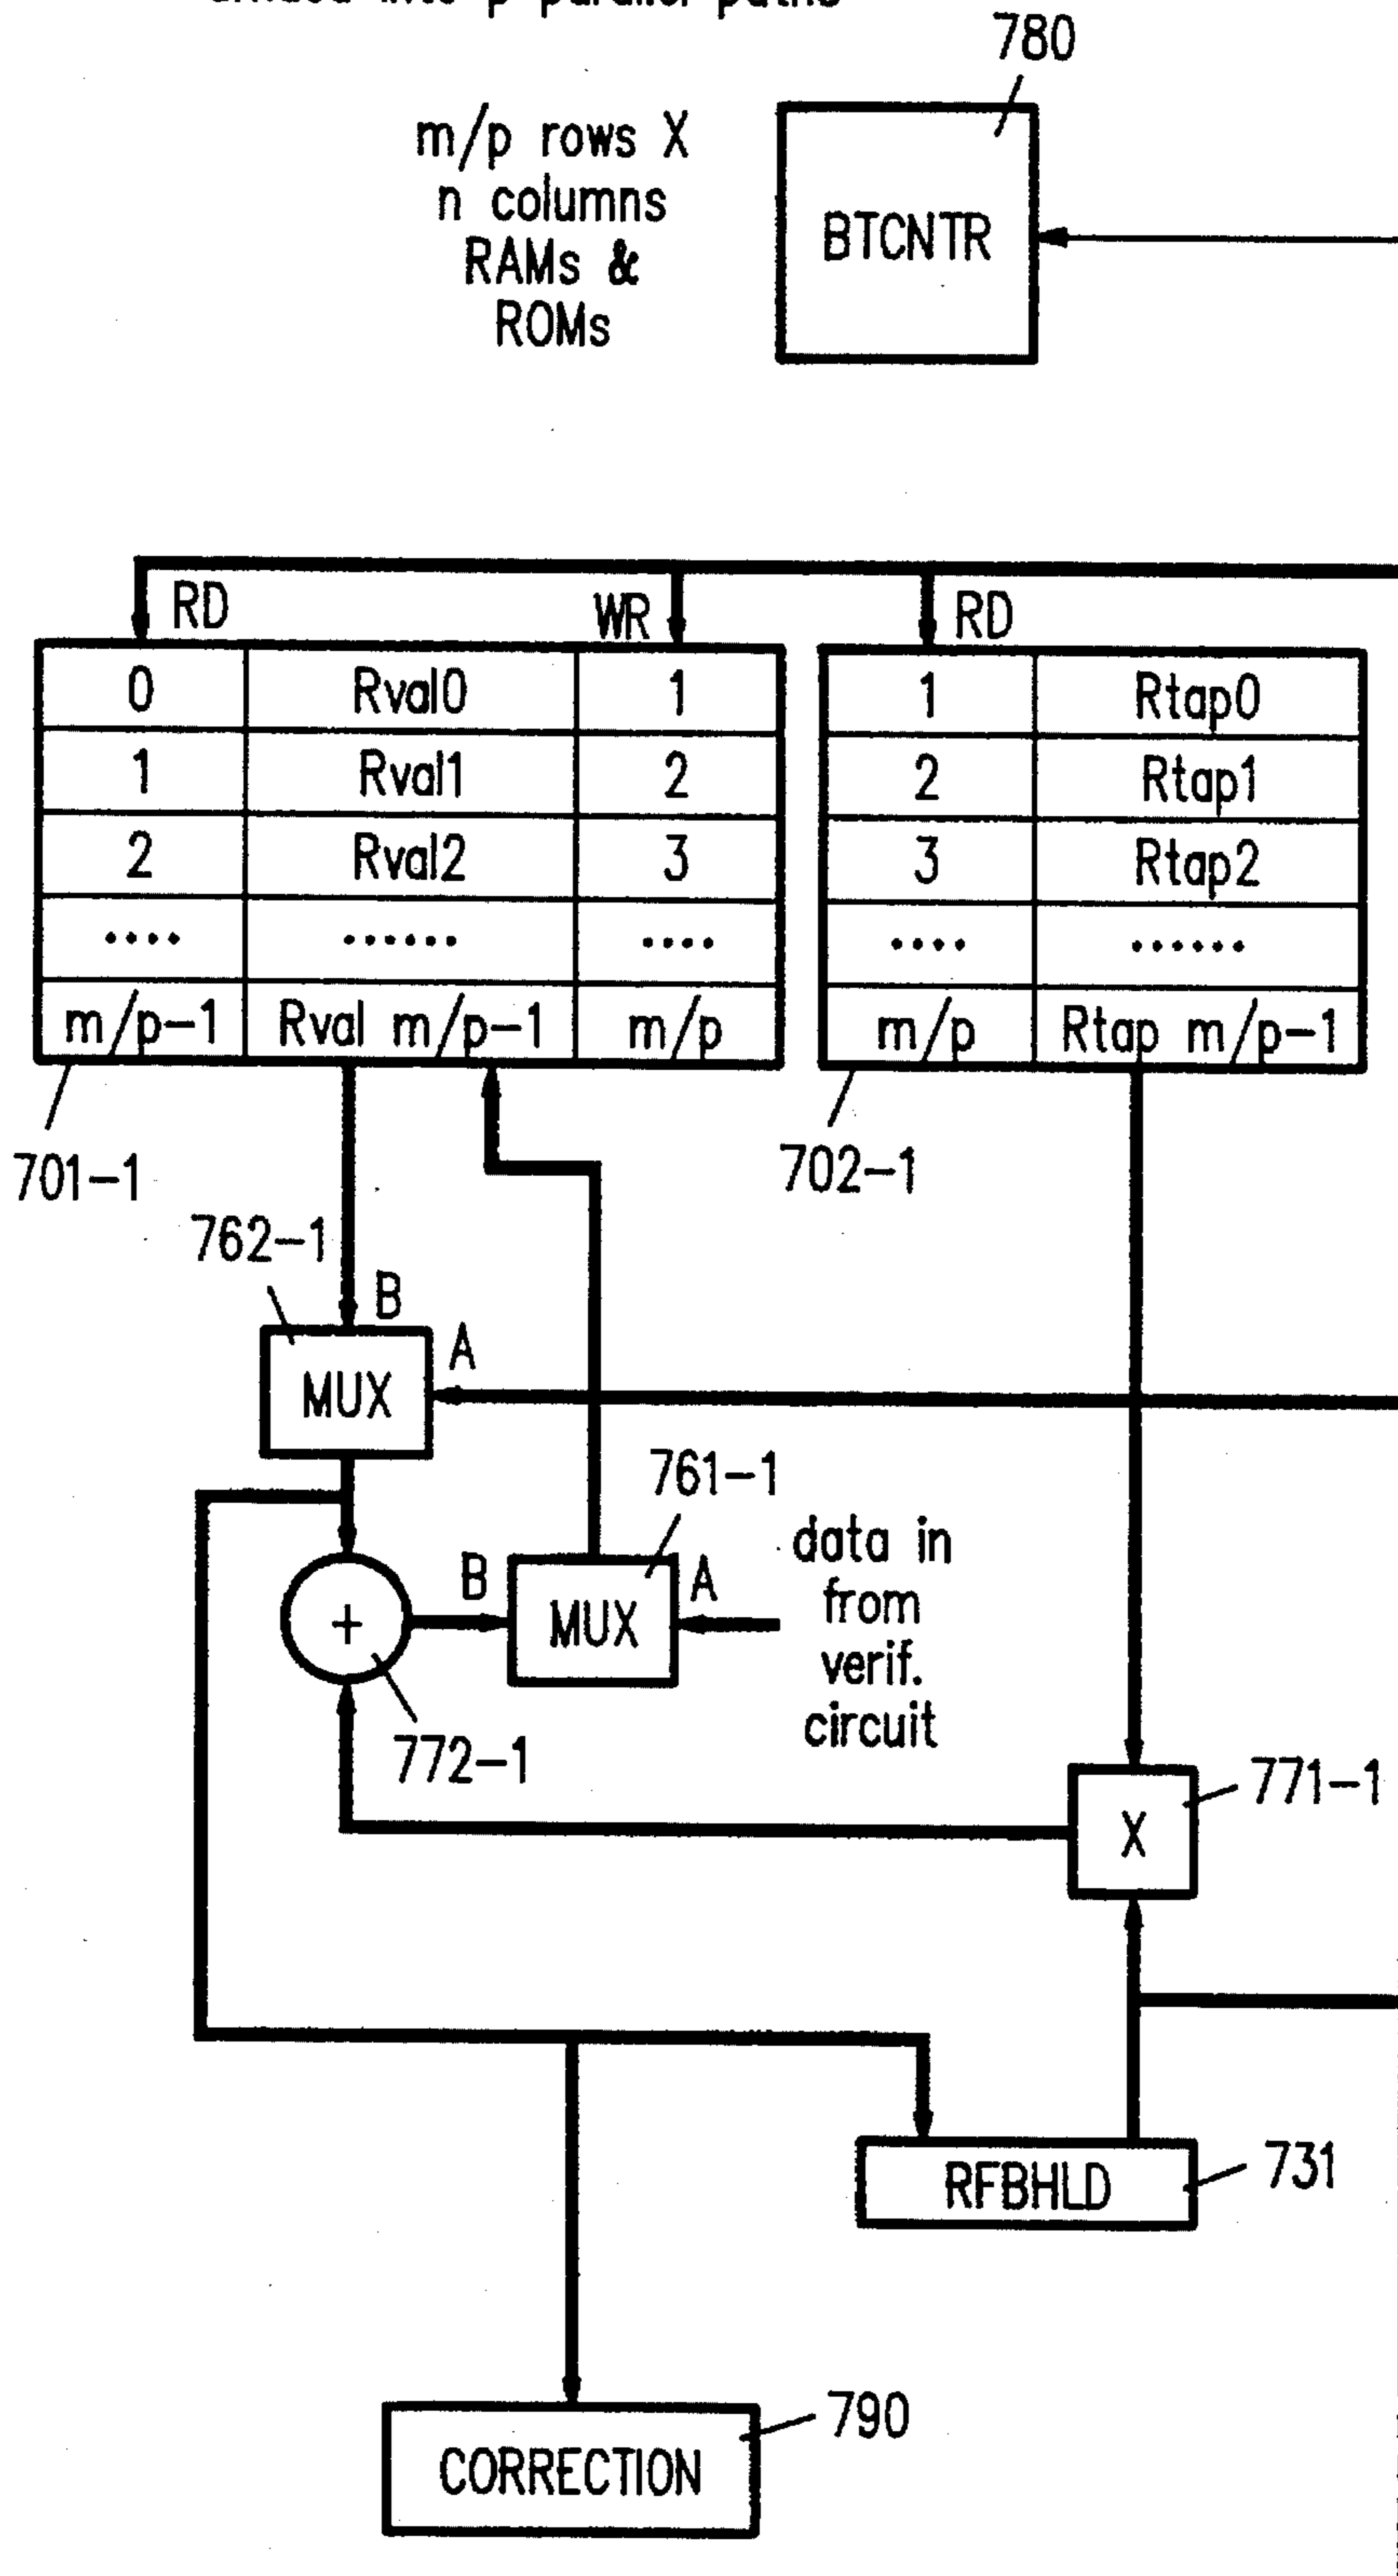 780
m/p rows X
n columns
RAMs &
ROMs
BTCNTR
RD WR RD
0 Rval0 1 1 Rtap0
1 Rval1 2 2 Rtap1
2 Rval2 3 3 Rtap2
.... ...... .... .... ......
m/p-1 Rval m/p-1 m/p m/p Rtap m/p-1
701-1 702-1
762-1
B
A
MUX
761-1
data in
from
verif.
circuit
B
A
MUX
+
772-1
771-1
X
RFBHLD
731
790
CORRECTION